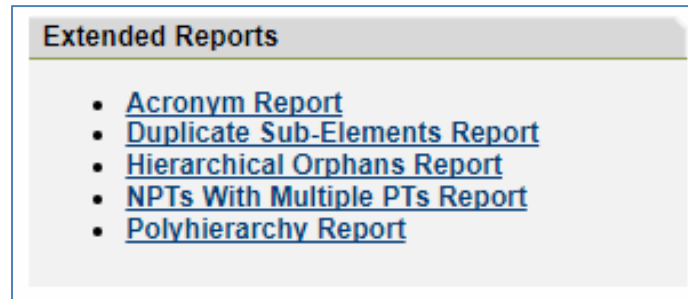 Extended Reports
Acronym Report
Duplicate Sub-Elements Report
Hierarchical Orphans Report
NPTs With Multiple PTs Report
Polyhierarchy Report